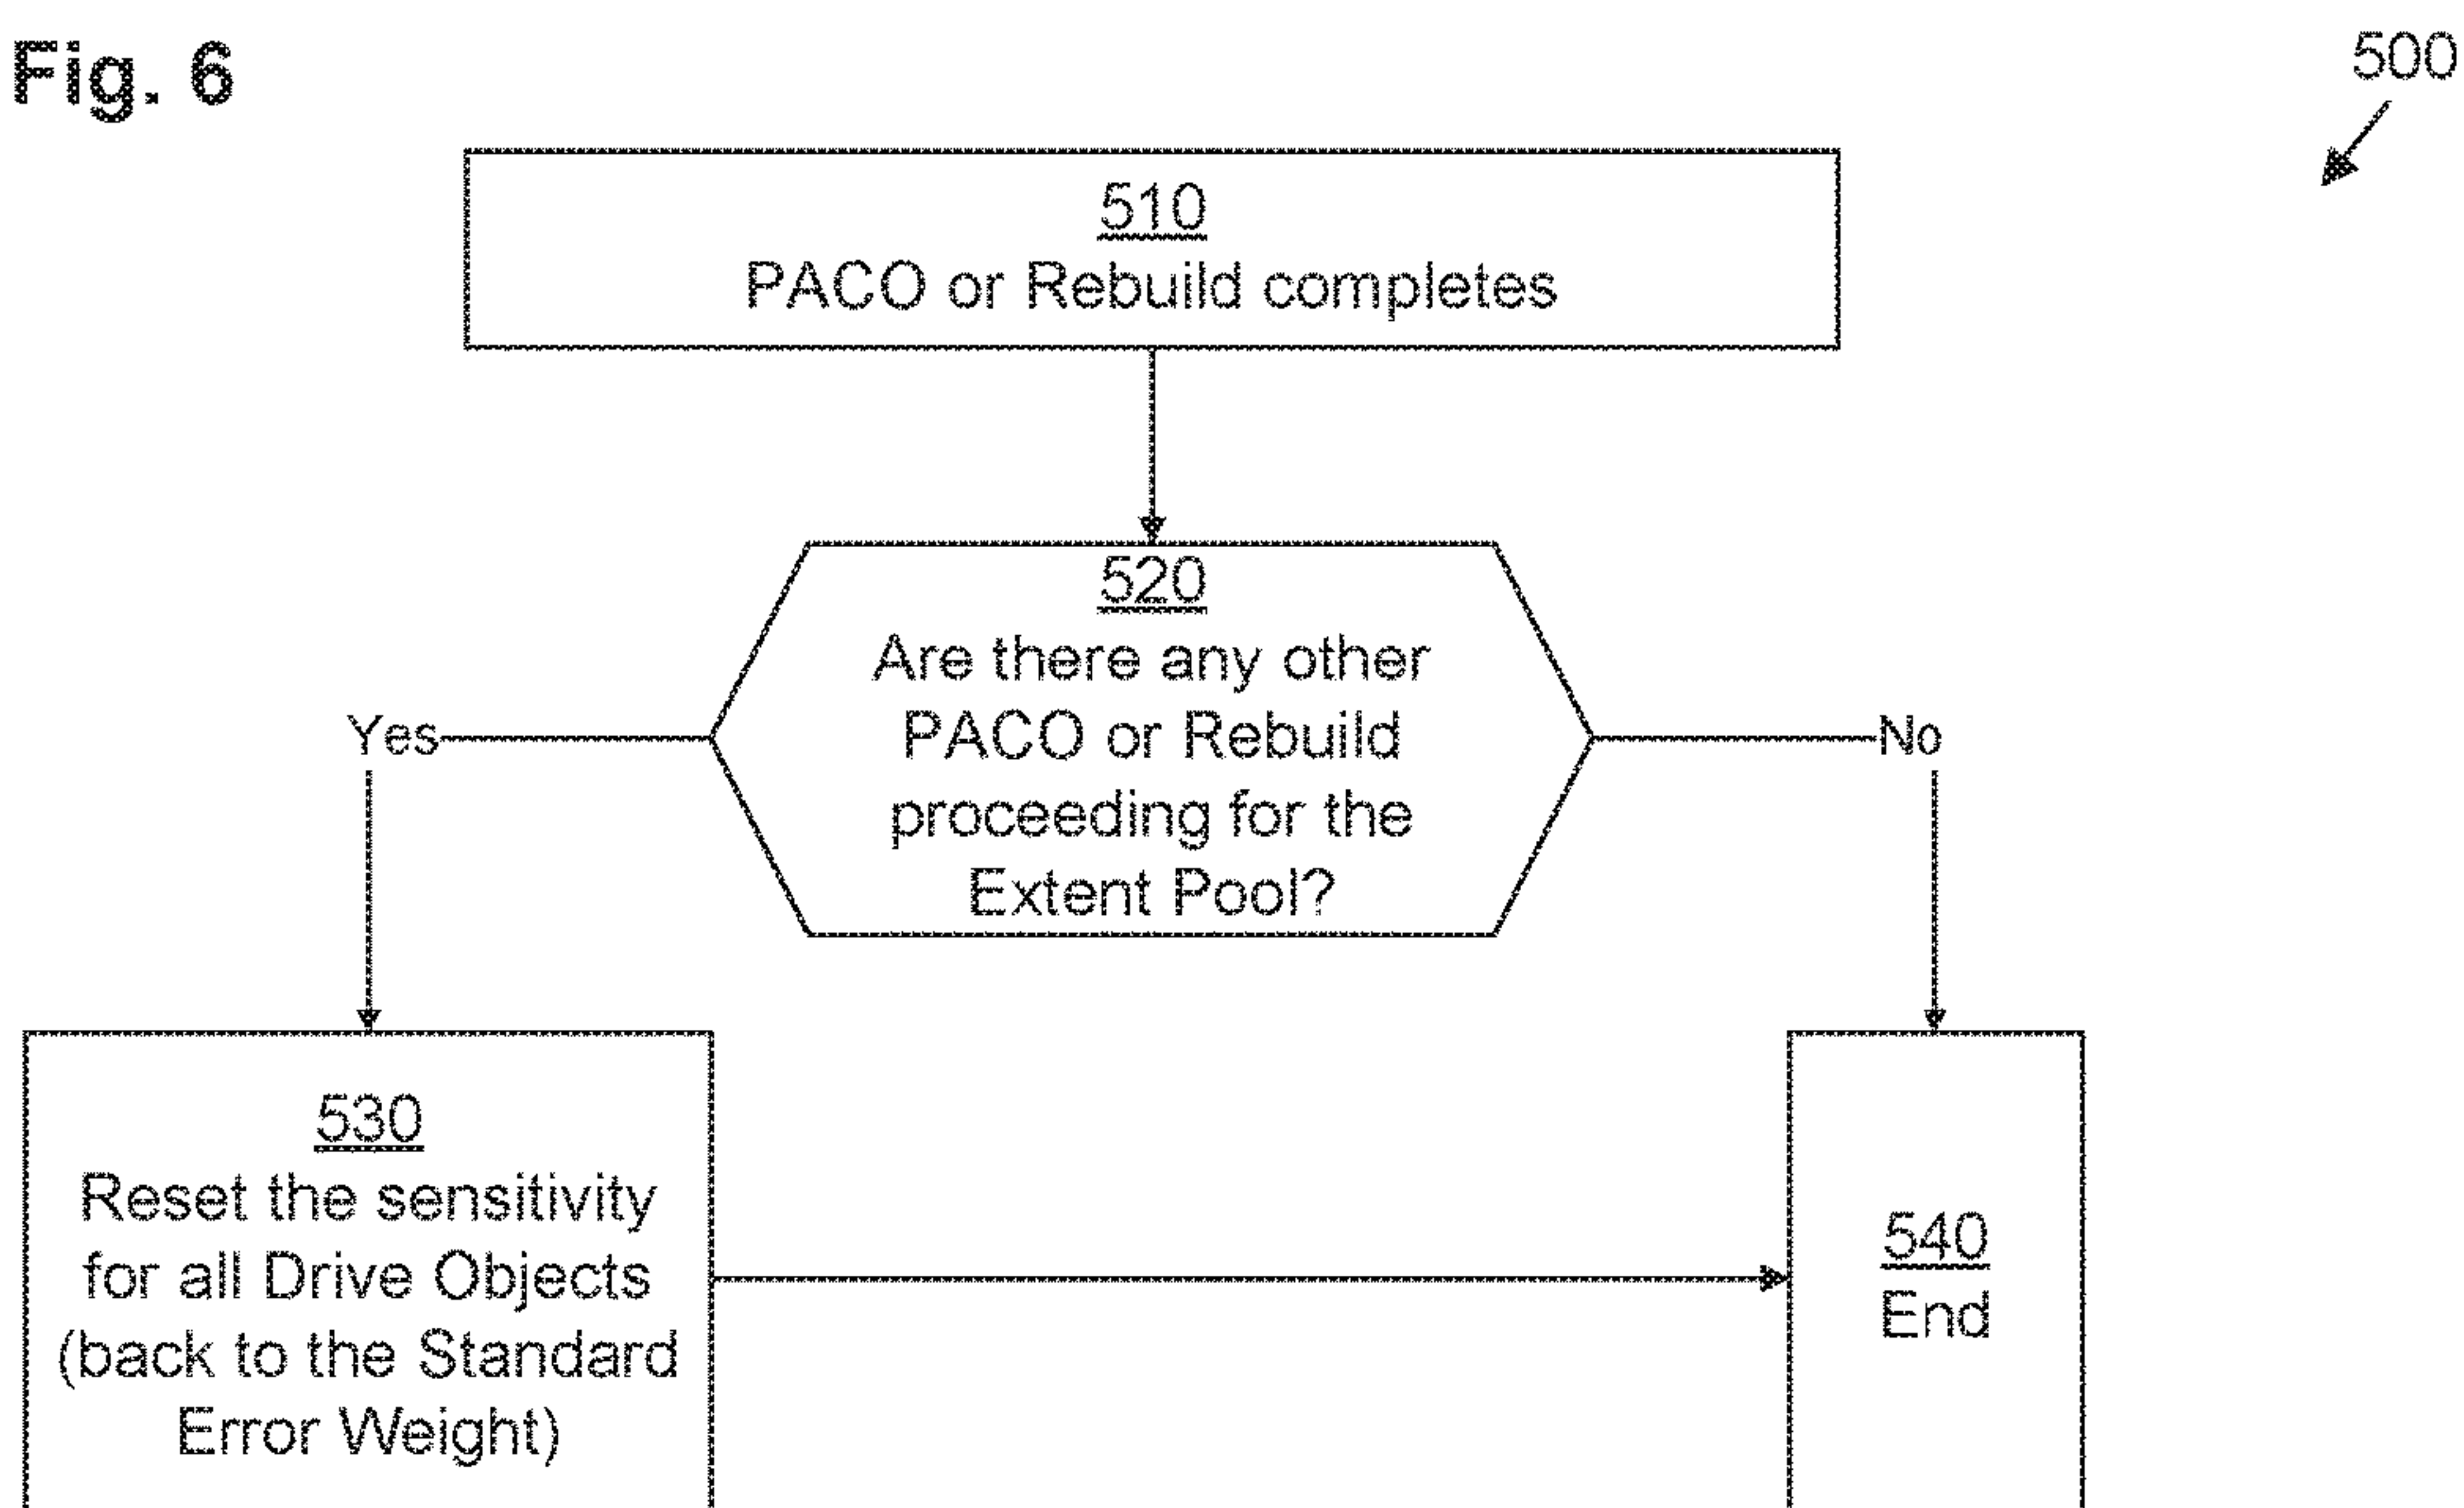 Fig. 6
500
510
PACO or Rebuild completes
520
Are there any other
PACO or Rebuild
proceeding for the
Extent Pool?
Yes
No
530
Reset the sensitivity
for all Drive Objects
(back to the Standard
Error Weight)
540
End